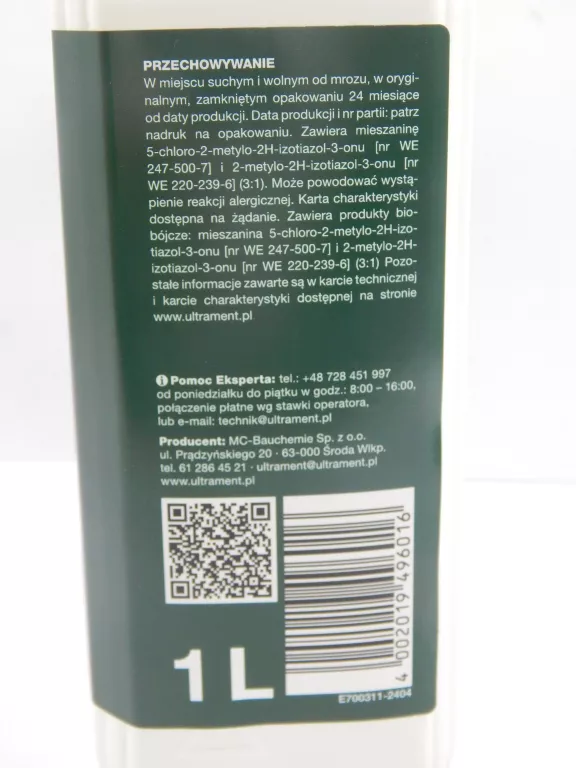 PRZECHOWYWANIE
W miejscu suchym i wolnym od mrozu, w orygi-
nalnym, zamkniętym opakowaniu 24 miesiące
od daty produkcji. Data produkcji i nr partii: patrz
nadruk na opakowaniu. Zawiera mieszaninę
5-chloro-2-metylo-2H-izotiazol-3-onu [nr WE
247-500-7] i 2-metylo-2H-izotiazol-3-onu [nr
WE 220-239-6] (3:1). Może powodować wystą-
pienie reakcji alergicznej. Karta charakterystyki
dostępna na żądanie. Zawiera produkty bio-
bójcze: mieszanina 5-chloro-2-metylo-2H-izo-
tiazol-3-onu [nr WE 247-500-7] i 2-metylo-2H-
izotiazol-3-onu [nr WE 220-239-6] (3:1) Pozo-
stałe informacje zawarte są w karcie technicznej
i karcie charakterystyki dostępnej na stronie
www.ultrament.pl
Pomoc Eksperta: tel.: +48 728 451 997
od poniedziałku do piątku w godz.: 8:00 – 16:00,
połączenie płatne wg stawki operatora,
lub e-mail: technik@ultrament.pl
Producent: MC-Bauchemie Sp. z o.o.
ul. Prądzyńskiego 20 · 63-000 Środa Wlkp.
tel. 61 286 45 21 · ultrament@ultrament.pl
www.ultrament.pl
4 002019 496016
1 L
E700311-2404